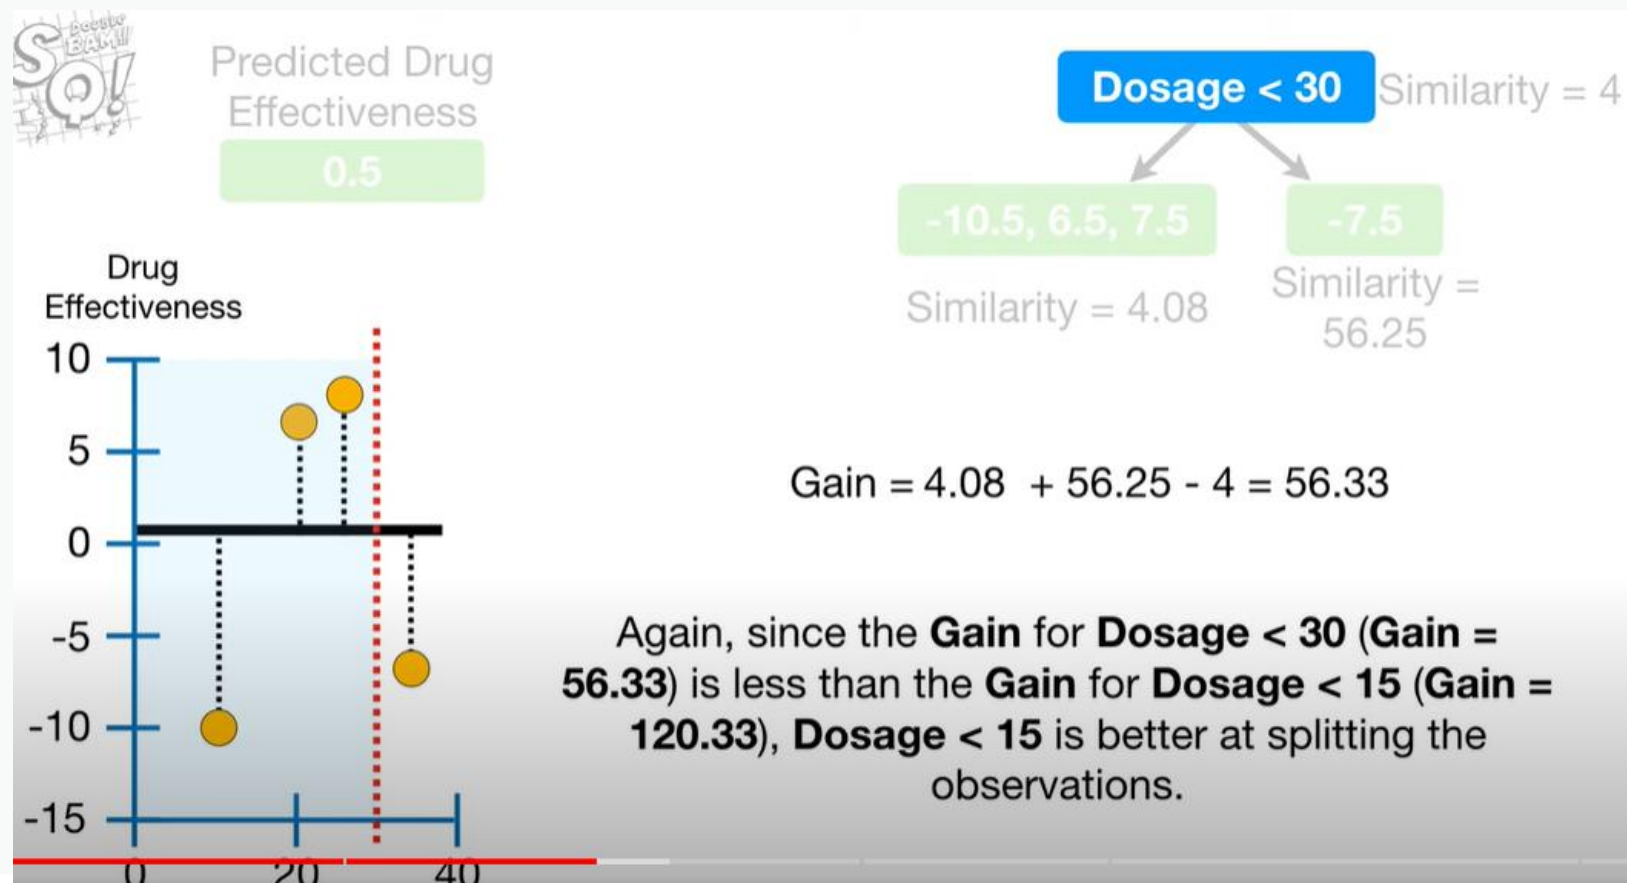 DOUBLE
BAM!!!
SQ!
Predicted Drug
Effectiveness
0.5
Dosage < 30
Similarity = 4
-10.5, 6.5, 7.5
-7.5
Similarity = 4.08
Similarity =
56.25
Drug
Effectiveness
10
5
0
-5
-10
-15
0
20
40
Gain = 4.08 + 56.25 - 4 = 56.33
Again, since the Gain for Dosage < 30 (Gain =
56.33) is less than the Gain for Dosage < 15 (Gain =
120.33), Dosage < 15 is better at splitting the
observations.